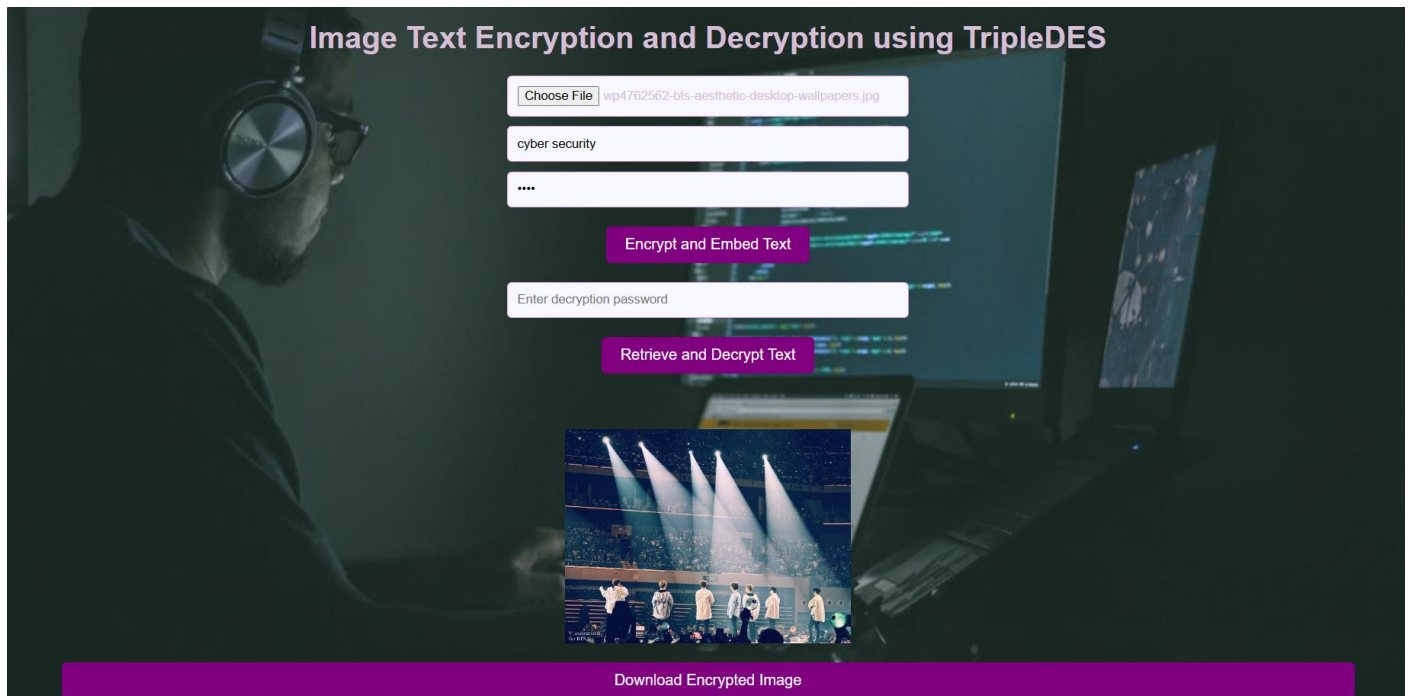 Image Text Encryption and Decryption using TripleDES
Choose File wp4762562-bts-aesthetic-desktop-wallpapers.jpg
cyber security
••••
Encrypt and Embed Text
Enter decryption password
Retrieve and Decrypt Text
Download Encrypted Image